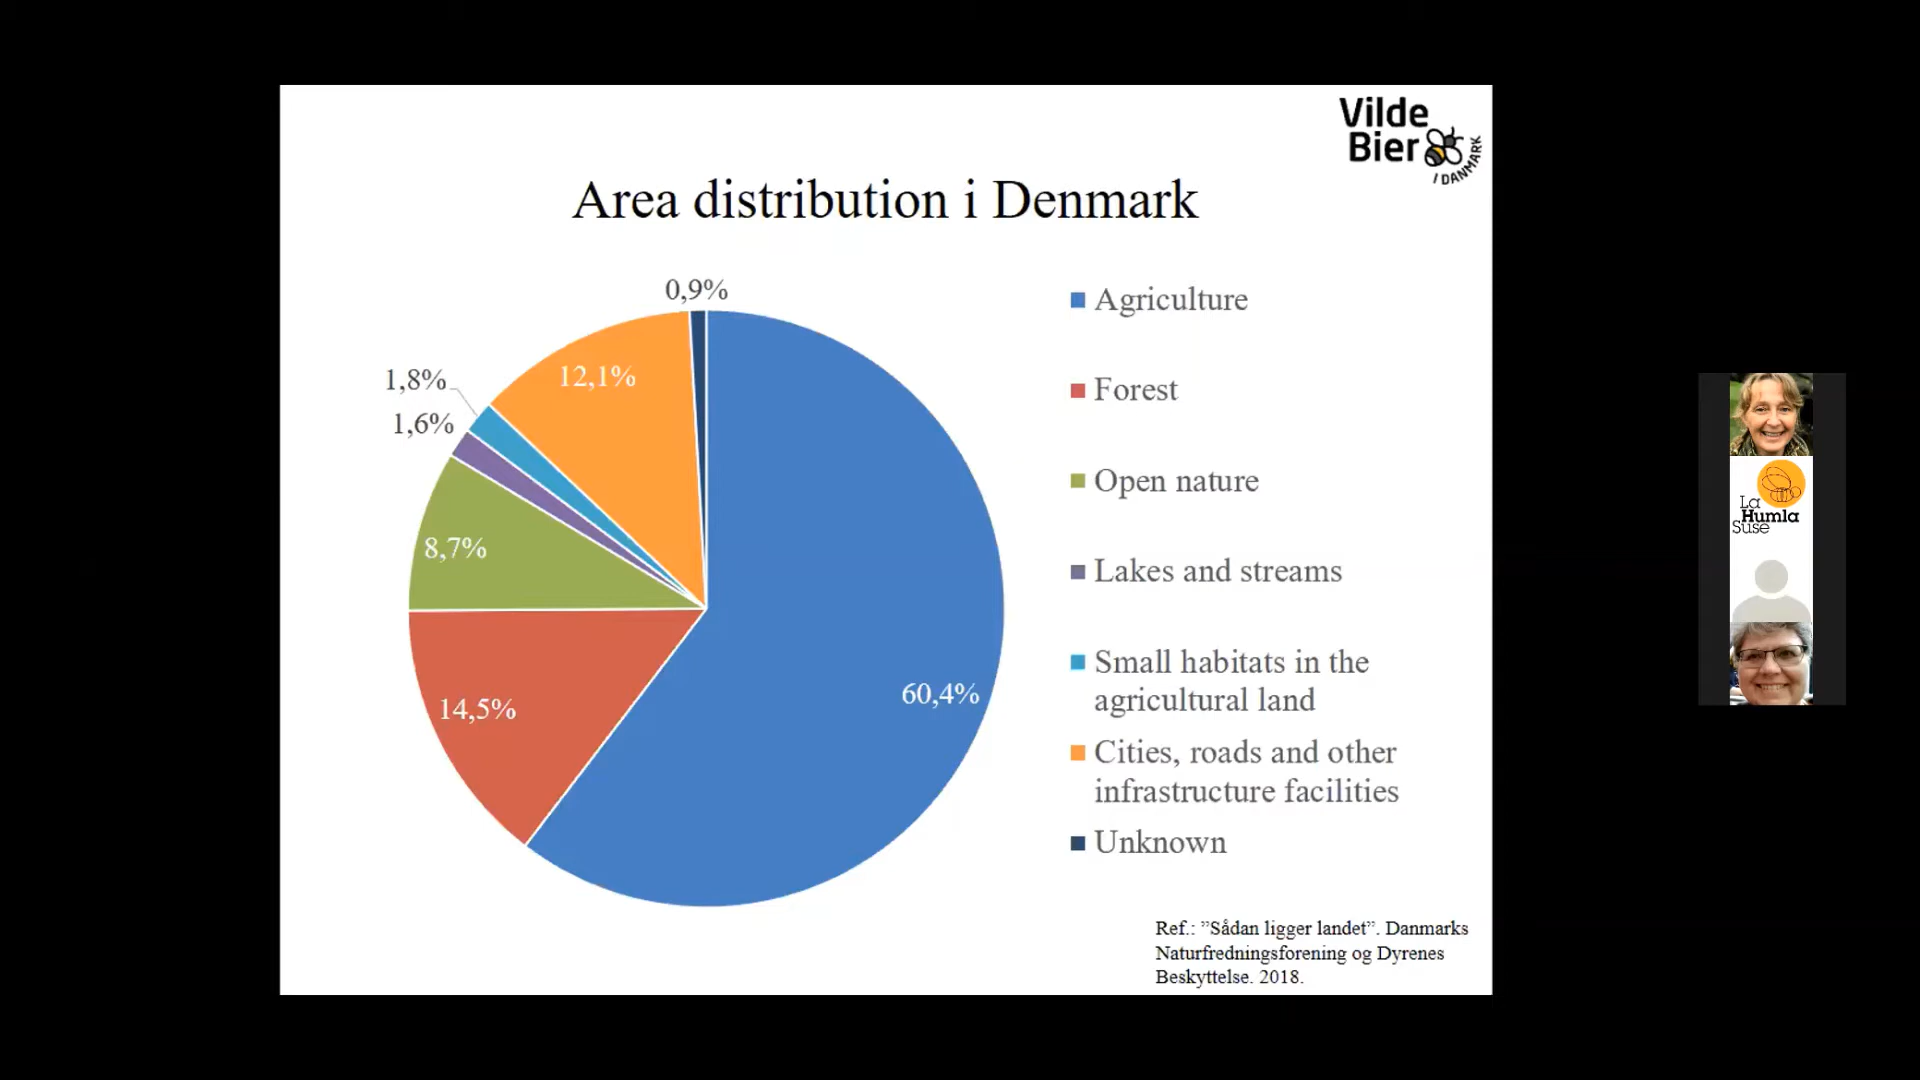 Vilde
Bier
I DANMARK
Area distribution i Denmark
0,9%
12,1%
1,8%
1,6%
8,7%
14,5%
60,4%
Agriculture
Forest
Open nature
Lakes and streams
Small habitats in the
agricultural land
Cities, roads and other
infrastructure facilities
Unknown
Ref.: ”Sådan ligger landet”. Danmarks
Naturfredningsforening og Dyrenes
Beskyttelse. 2018.
La
Humla
Suse